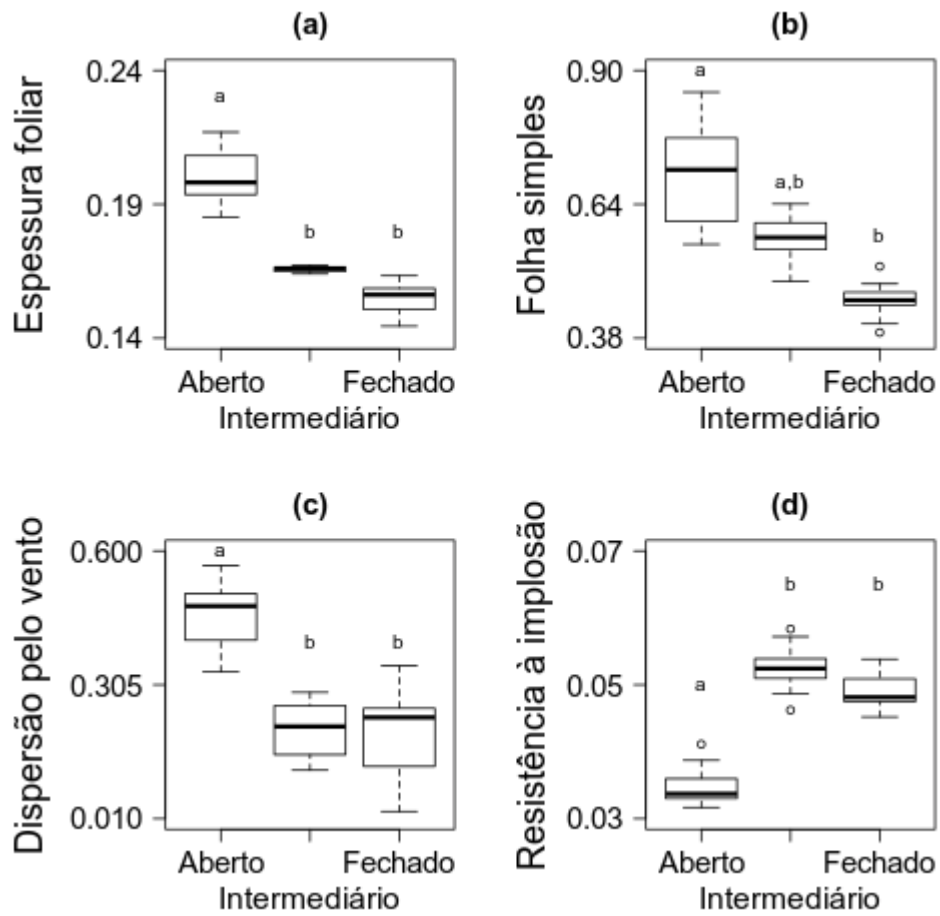 (a)
Espessura foliar
0.24
0.19
0.14
a
b
b
Aberto
Fechado
Intermediário
(b)
Folha simples
0.90
0.64
0.38
a
a,b
b
Aberto
Fechado
Intermediário
(c)
Dispersão pelo vento
0.600
0.305
0.010
a
b
b
Aberto
Fechado
Intermediário
(d)
Resistência à implosão
0.07
0.05
0.03
a
b
b
Aberto
Fechado
Intermediário